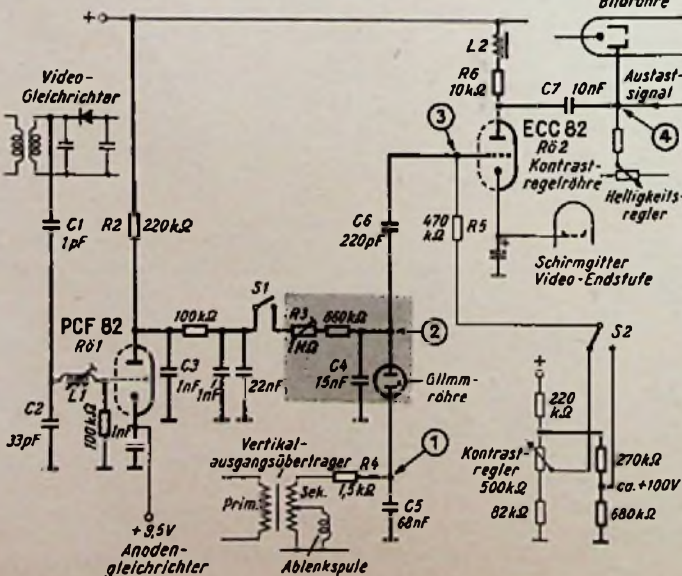 Bildröhre
+
L2
Video-
Gleichrichter
R6
10kΩ
C7 10nF
Austast-
signal
③
ECC 82
Rö2
④
Kontrast-
regelröhre
Helligkeits-
regler
C1
1pF
R2
220kΩ
C6
220pF
470
kΩ
R5
+
Schirmgitter
Video-Endstufe
S1
PCF 82
Rö1
100kΩ
R3
1MΩ
660kΩ
②
S2
L1
C3
1nF
1nF
22nF
C4
15nF
Glimm-
röhre
+
220
kΩ
C2
33pF
100kΩ
1nF
Vertikal-
ausgangsübertrager
R4
1,5kΩ
①
Kontrast-
regler
500kΩ
270kΩ
ca.+100V
Prim.
Sek.
C5
68nF
82kΩ
680kΩ
+9,5V
Anoden-
gleichrichter
Ablenkspule